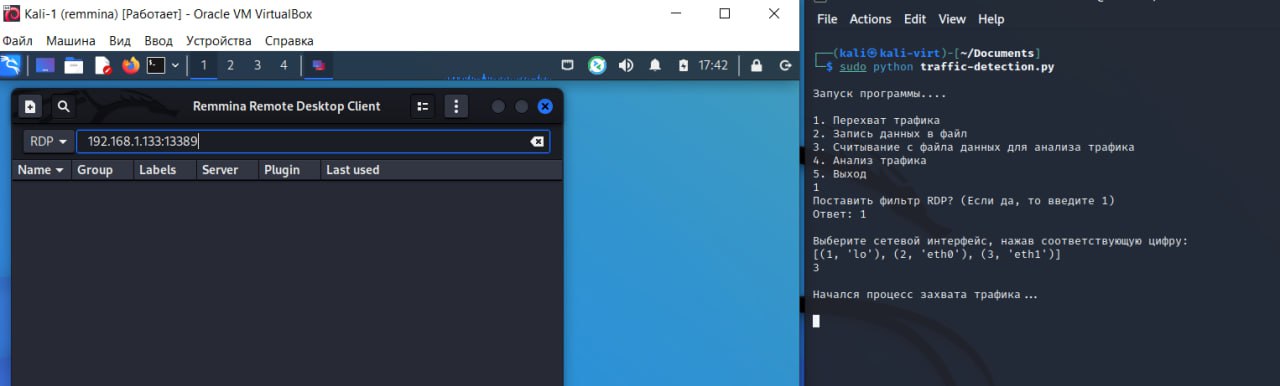 Kali-1 (remmina) [Работает] - Oracle VM VirtualBox
Файл Машина Вид Ввод Устройства Справка
1 2 3 4 17:42
Remmina Remote Desktop Client
RDP 192.168.1.133:13389
Name Group Labels Server Plugin Last used
File Actions Edit View Help
(kali㉿kali-virt)-[~/Documents]
$ sudo python traffic-detection.py
Запуск программы....
1. Перехват трафика
2. Запись данных в файл
3. Считывание с файла данных для анализа трафика
4. Анализ трафика
5. Выход
1
Поставить фильтр RDP? (Если да, то введите 1)
Ответ: 1
Выберите сетевой интерфейс, нажав соответствующую цифру:
[(1, 'lo'), (2, 'eth0'), (3, 'eth1')]
3
Начался процесс захвата трафика...